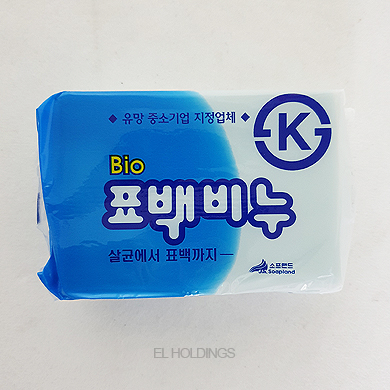 ◆ 유망 중소기업 지정업체 ◆
K
Bio
표백비누
살균에서 표백까지—
소프랜드
Soapland
EL HOLDINGS